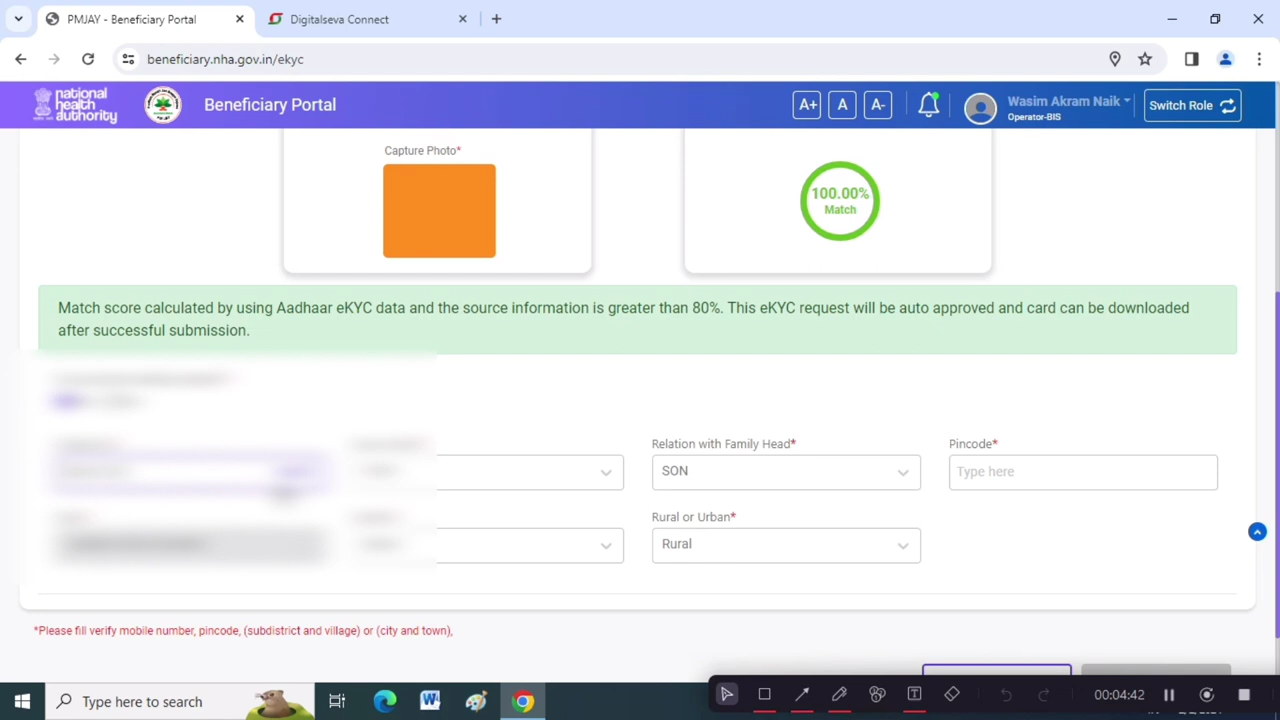 PMJAY - Beneficiary Portal
Digitalseva Connect
beneficiary.nha.gov.in/ekyc
national
health
authority
Beneficiary Portal
A+
A
A-
Wasim Akram Naik
Operator-BIS
Switch Role
Capture Photo*
100.00%
Match
Match score calculated by using Aadhaar eKYC data and the source information is greater than 80%. This eKYC request will be auto approved and card can be downloaded
after successful submission.
Relation with Family Head*
Pincode*
SON
Type here
Rural or Urban*
Rural
*Please fill verify mobile number, pincode, (subdistrict and village) or (city and town),
Type here to search
00:04:42